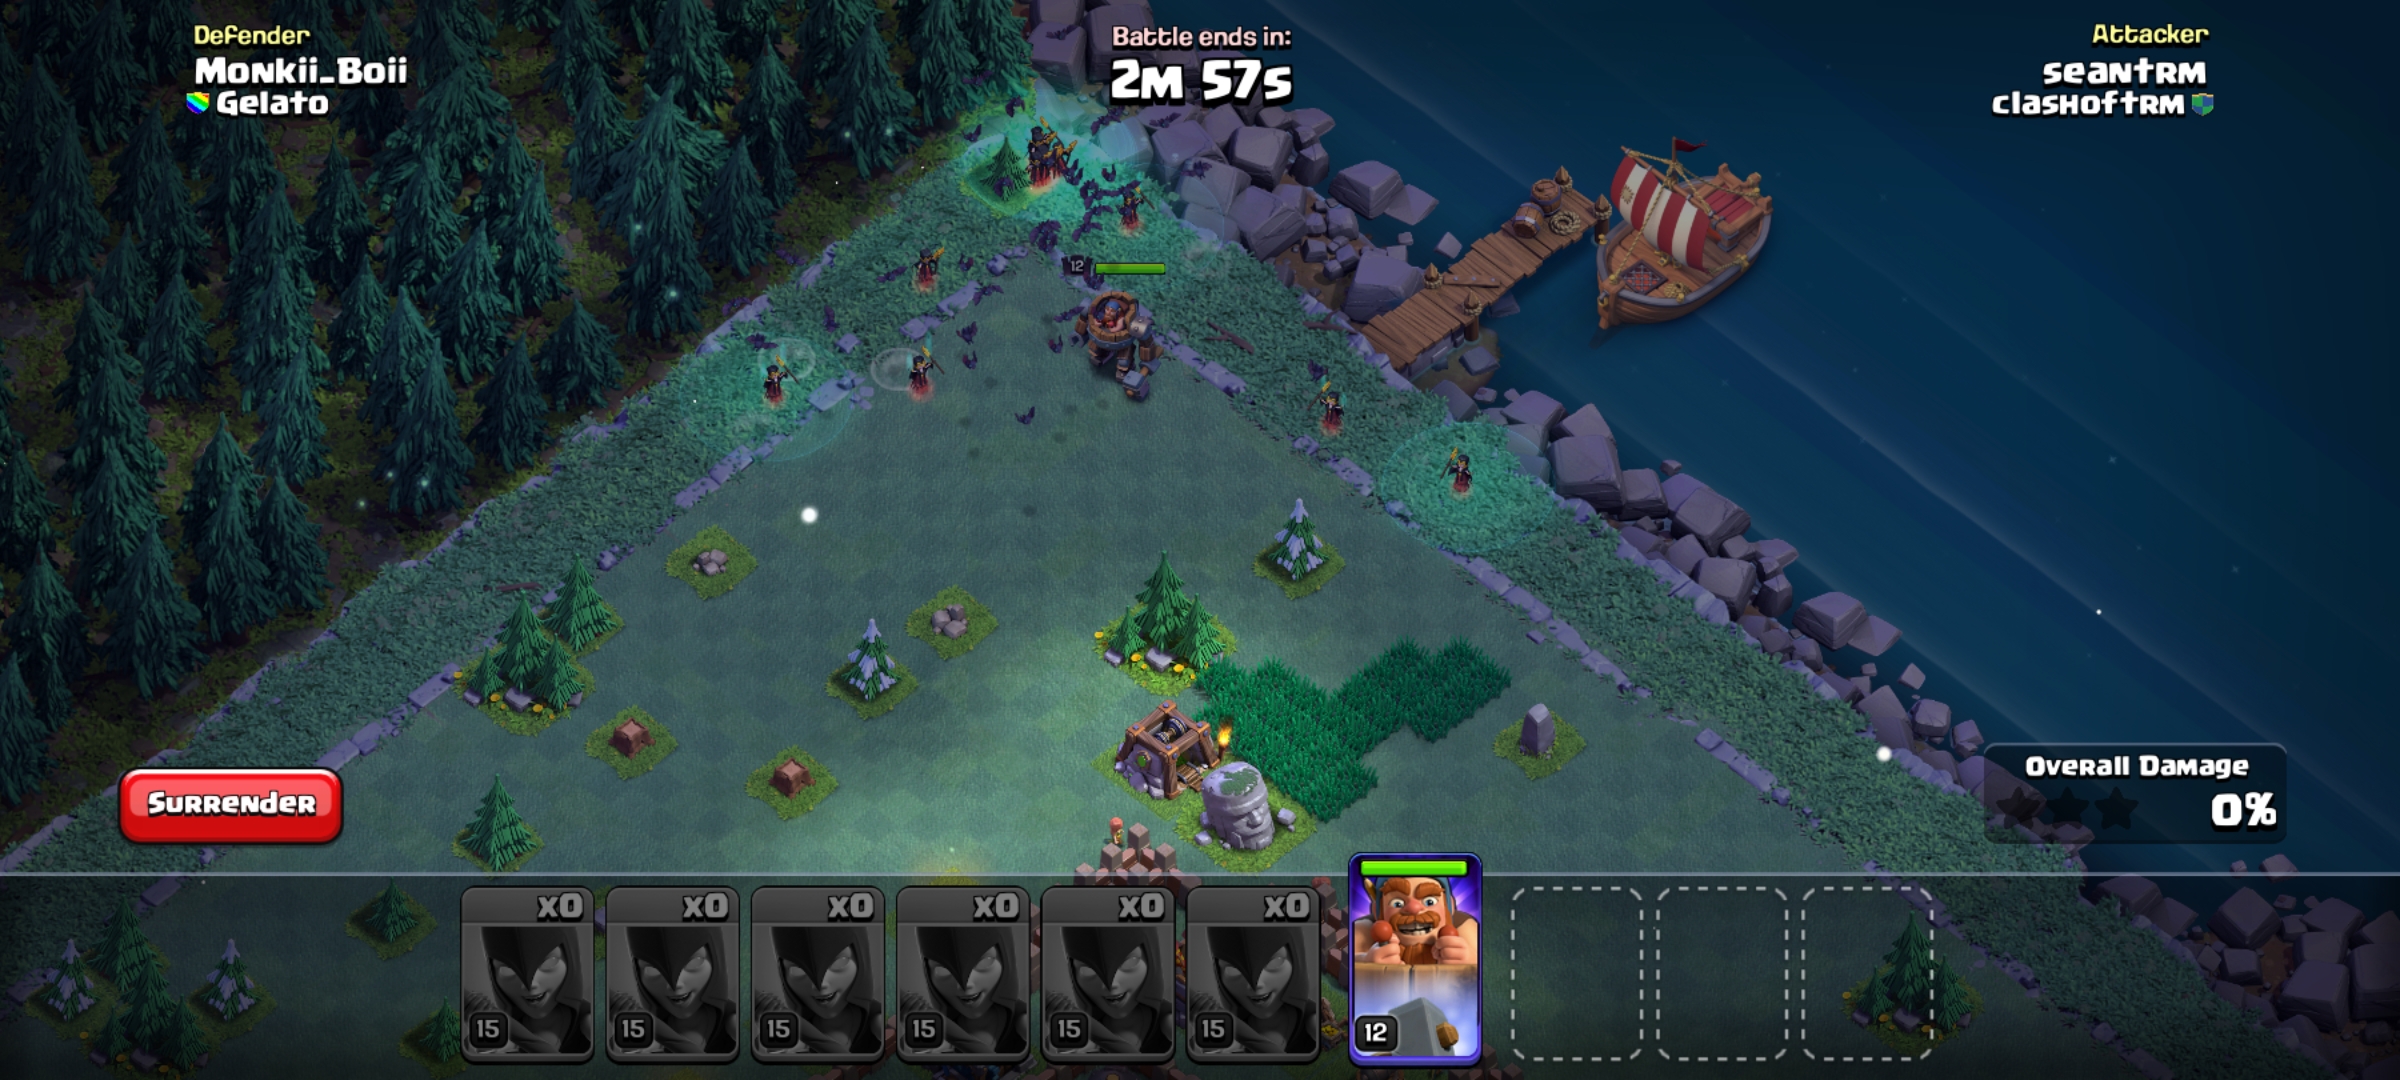 Defender
Monkii_Boii
Gelato
Battle ends in:
2M 57s
Attacker
seantRM
clashoftRM
12
Surrender
Overall Damage
0%
x0 x0 x0 x0 x0 x0
15 15 15 15 15 15 12